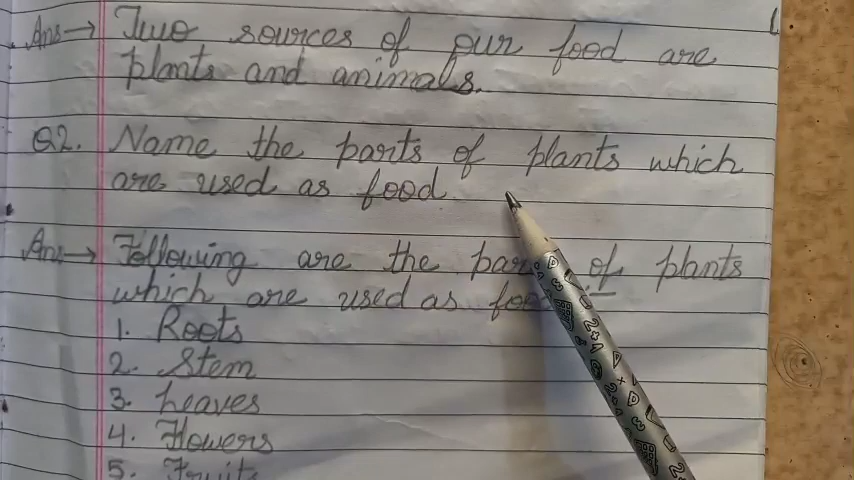 Ans→ Two sources of our food are
plants and animals.
Q2. Name the parts of plants which
are used as food.
Ans→ Following are the par of plants
which are used as food :—
1. Roots
2. Stem
3. Leaves
4. Flowers
5. Fruits